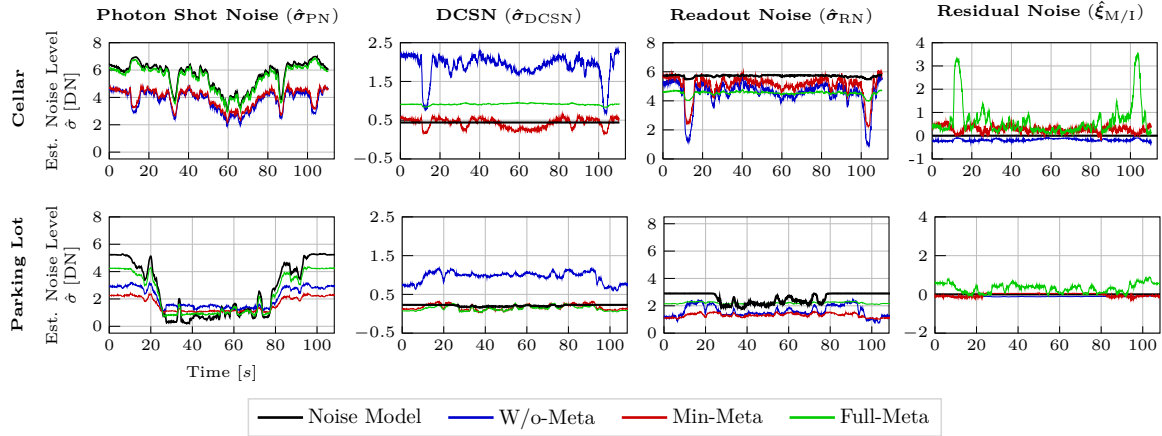 Photon Shot Noise (σ̂_PN) DCSN (σ̂_DCSN) Readout Noise (σ̂_RN) Residual Noise (ξ̂_M/I)
Cellar
Est. Noise Level
σ̂ [DN]
8
6
4
2
0
0 20 40 60 80 100
2.5
1.5
0.5
−0.5
0 20 40 60 80 100
8
6
4
2
0
0 20 40 60 80 100
4
3
2
1
0
−1
0 20 40 60 80 100
Parking Lot
Est. Noise Level
σ̂ [DN]
8
6
4
2
0
0 20 40 60 80 100
2.5
1.5
0.5
−0.5
0 20 40 60 80 100
8
6
4
2
0
0 20 40 60 80 100
4
2
0
−2
0 20 40 60 80 100
Time [s]
Noise Model W/o-Meta Min-Meta Full-Meta